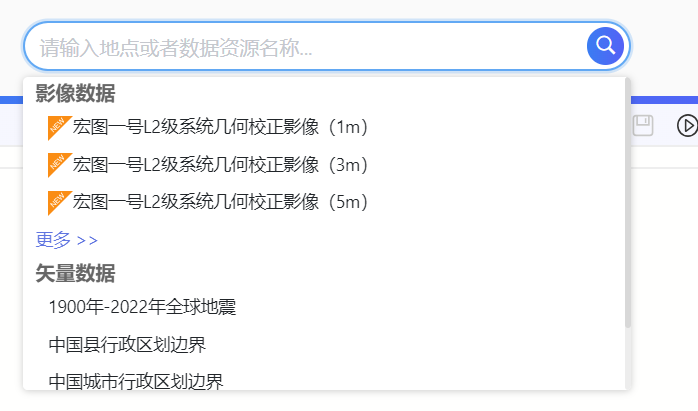 请输入地点或者数据资源名称...
影像数据
NEW 宏图一号L2级系统几何校正影像（1m）
NEW 宏图一号L2级系统几何校正影像（3m）
NEW 宏图一号L2级系统几何校正影像（5m）
更多 >>
矢量数据
1900年-2022年全球地震
中国县行政区划边界
中国城市行政区划边界